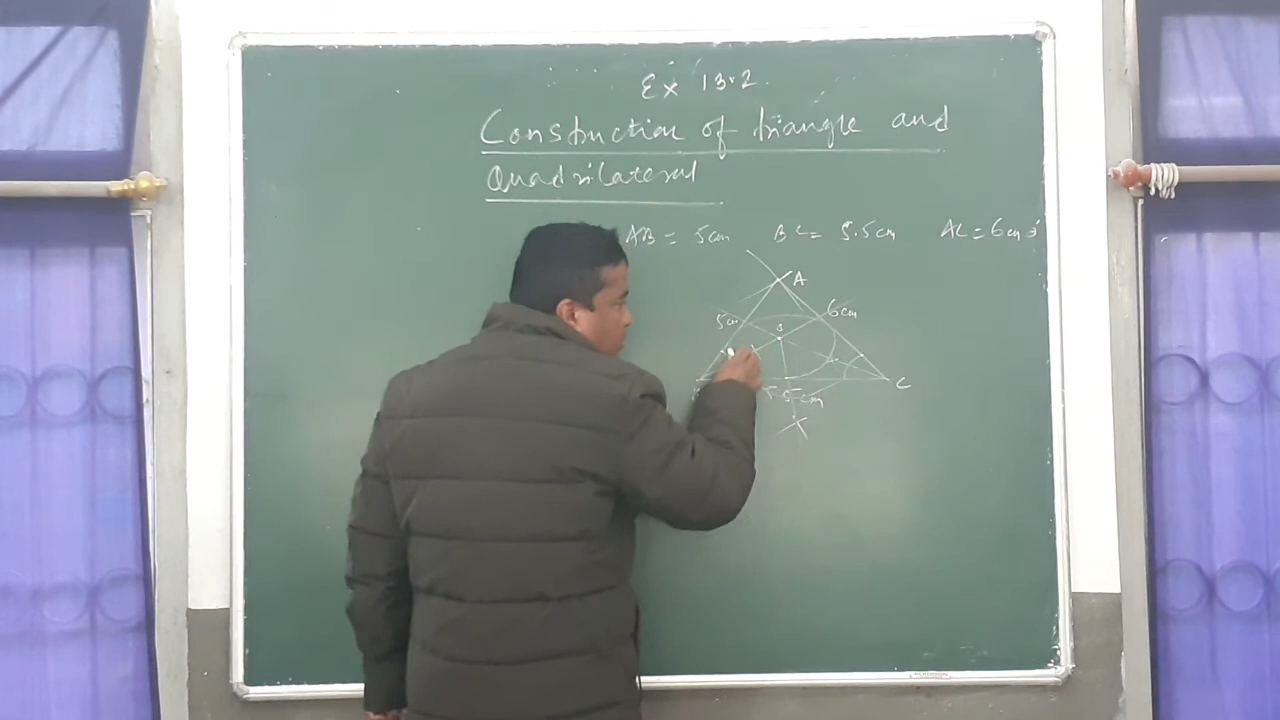 Ex 13.2
Construction of triangle and
Quadrilateral
AB = 5cm BC = 5.5cm AC = 6cm
A
5cm 6cm
C
5.5cm